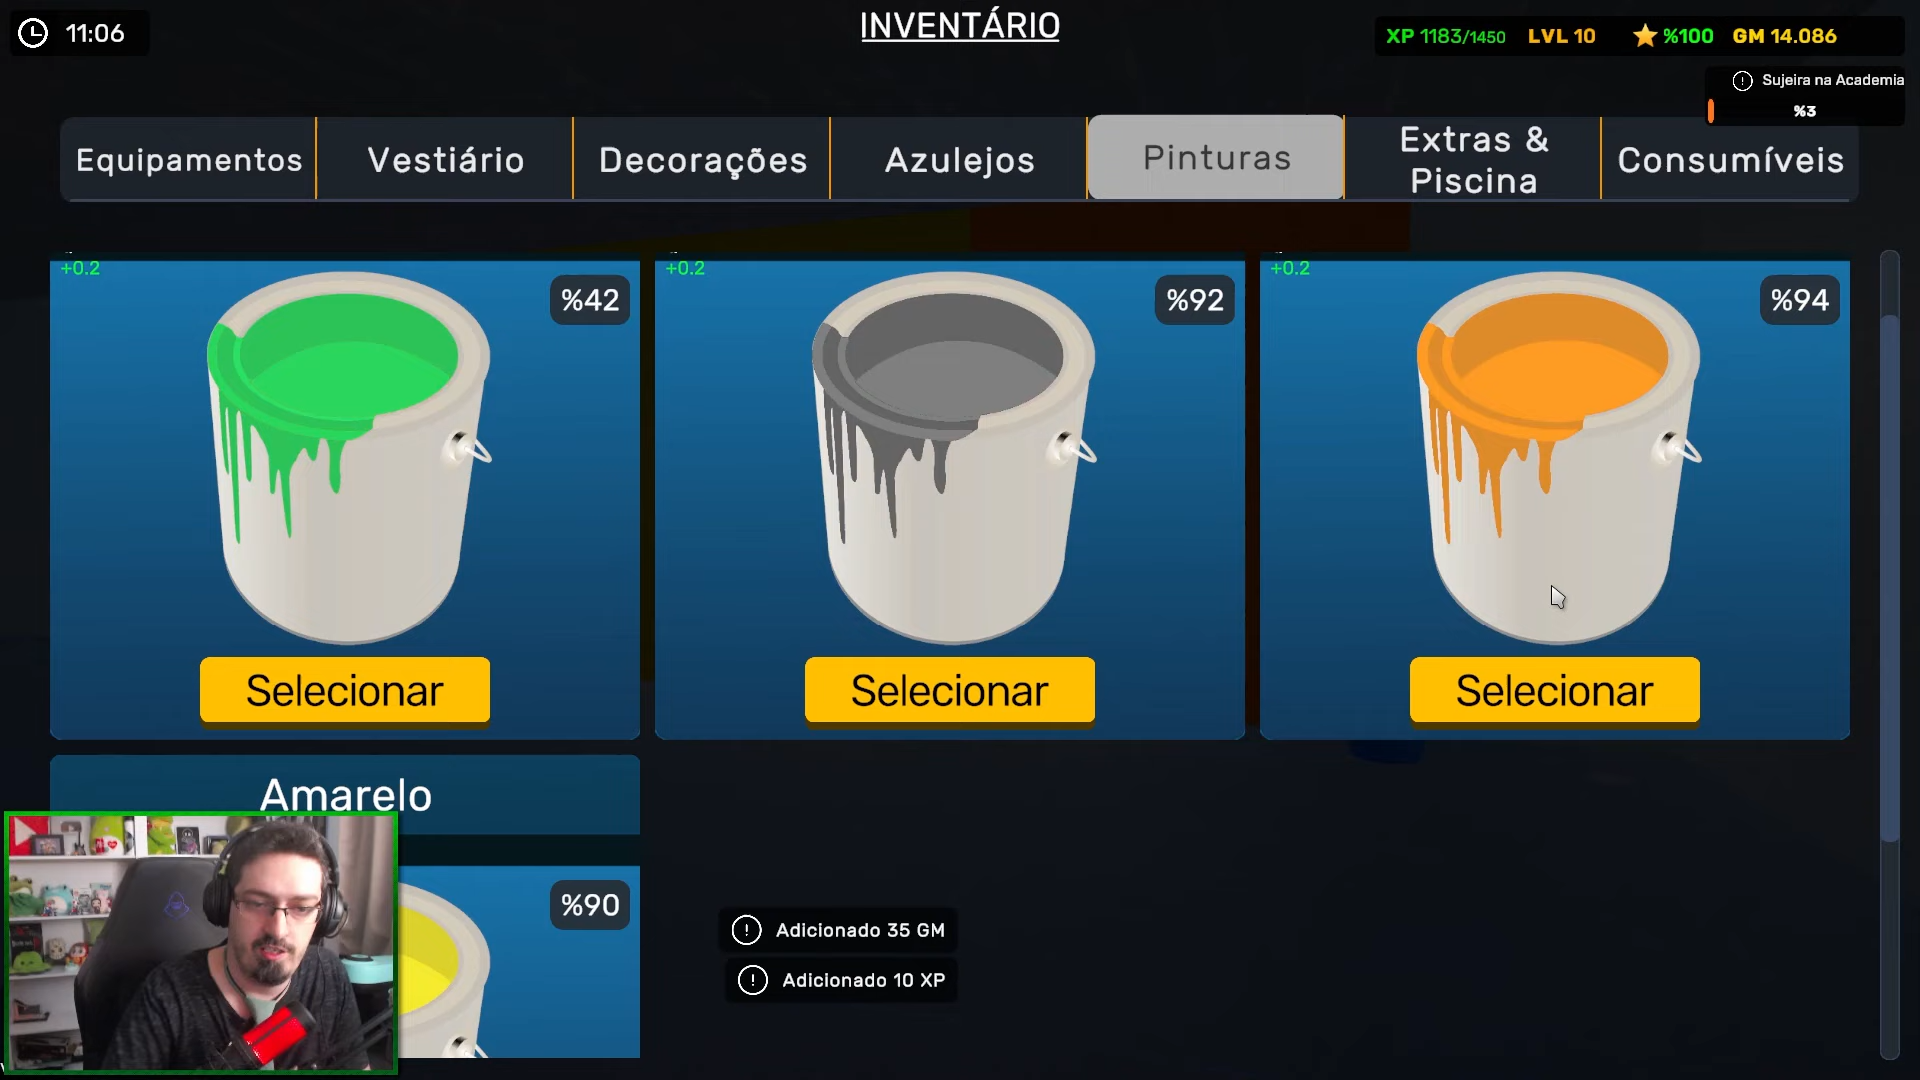 11:06
INVENTÁRIO
XP 1183/1450 LVL 10 %100 GM 14.086
Sujeira na Academia
%3
Equipamentos
Vestiário
Decorações
Azulejos
Pinturas
Extras &
Piscina
Consumíveis
+0.2
%42
+0.2
%92
+0.2
%94
Selecionar
Selecionar
Selecionar
Amarelo
%90
Adicionado 35 GM
Adicionado 10 XP